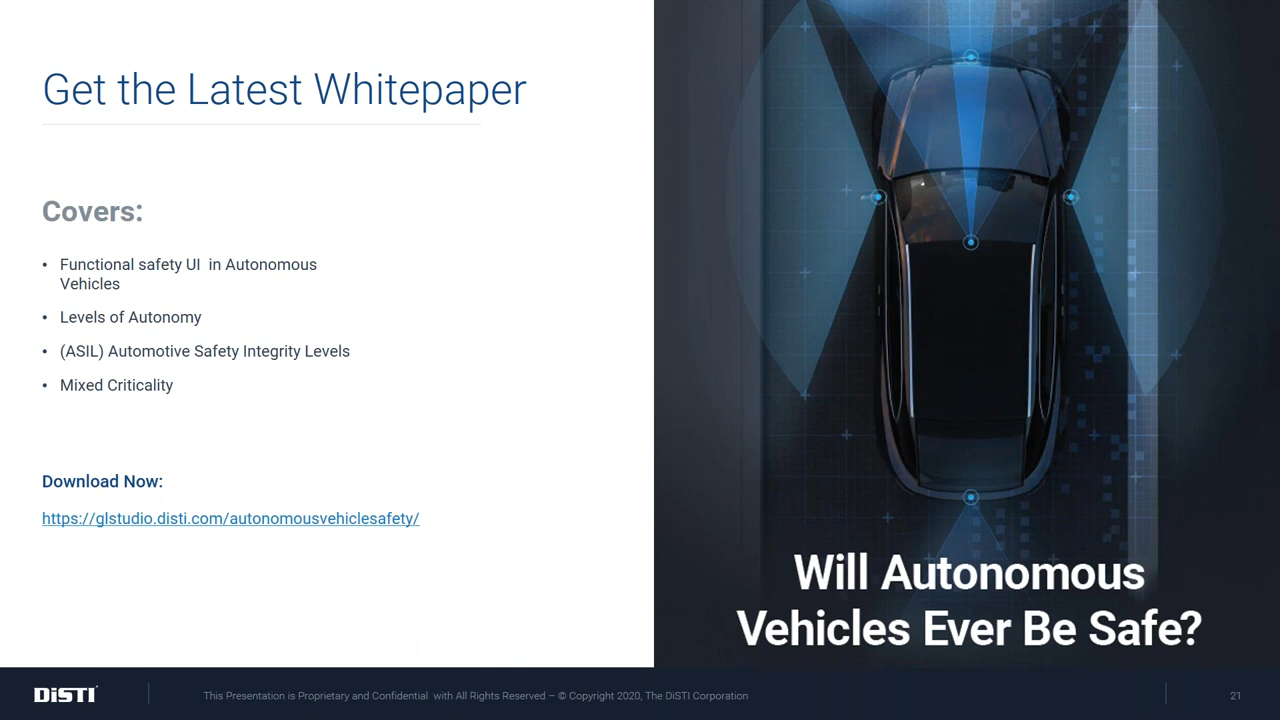 Get the Latest Whitepaper
Covers:
• Functional safety UI  in Autonomous
Vehicles
• Levels of Autonomy
• (ASIL) Automotive Safety Integrity Levels
• Mixed Criticality
Download Now:
https://glstudio.disti.com/autonomousvehiclesafety/
Will Autonomous
Vehicles Ever Be Safe?
DiSTI
This Presentation is Proprietary and Confidential  with All Rights Reserved – © Copyright 2020, The DiSTI Corporation
21